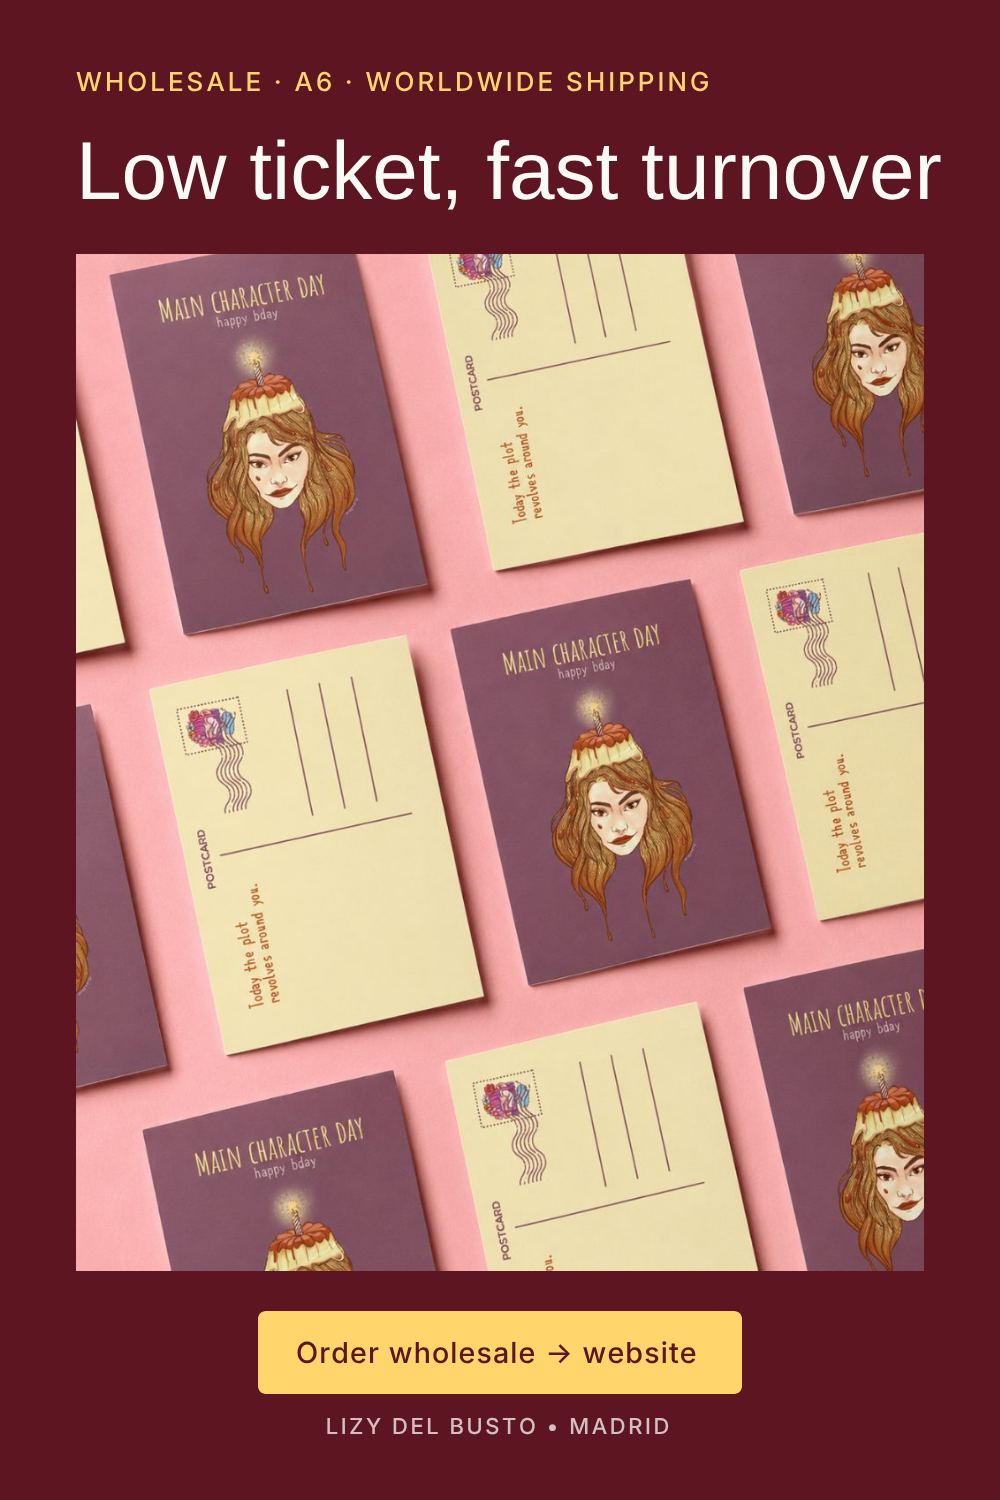 WHOLESALE · A6 · WORLDWIDE SHIPPING
Low ticket, fast turnover
MAIN CHARACTER DAY
happy bday
POSTCARD
Today the plot
revolves around you.
POSTCARD
Today the plot
revolves around you.
MAIN CHARACTER DAY
happy bday
POSTCARD
Today the plot
revolves around you.
MAIN CHARACTER DAY
happy bday
POSTCARD
you.
MAIN CHARACTER D
happy bday
Order wholesale → website
LIZY DEL BUSTO • MADRID